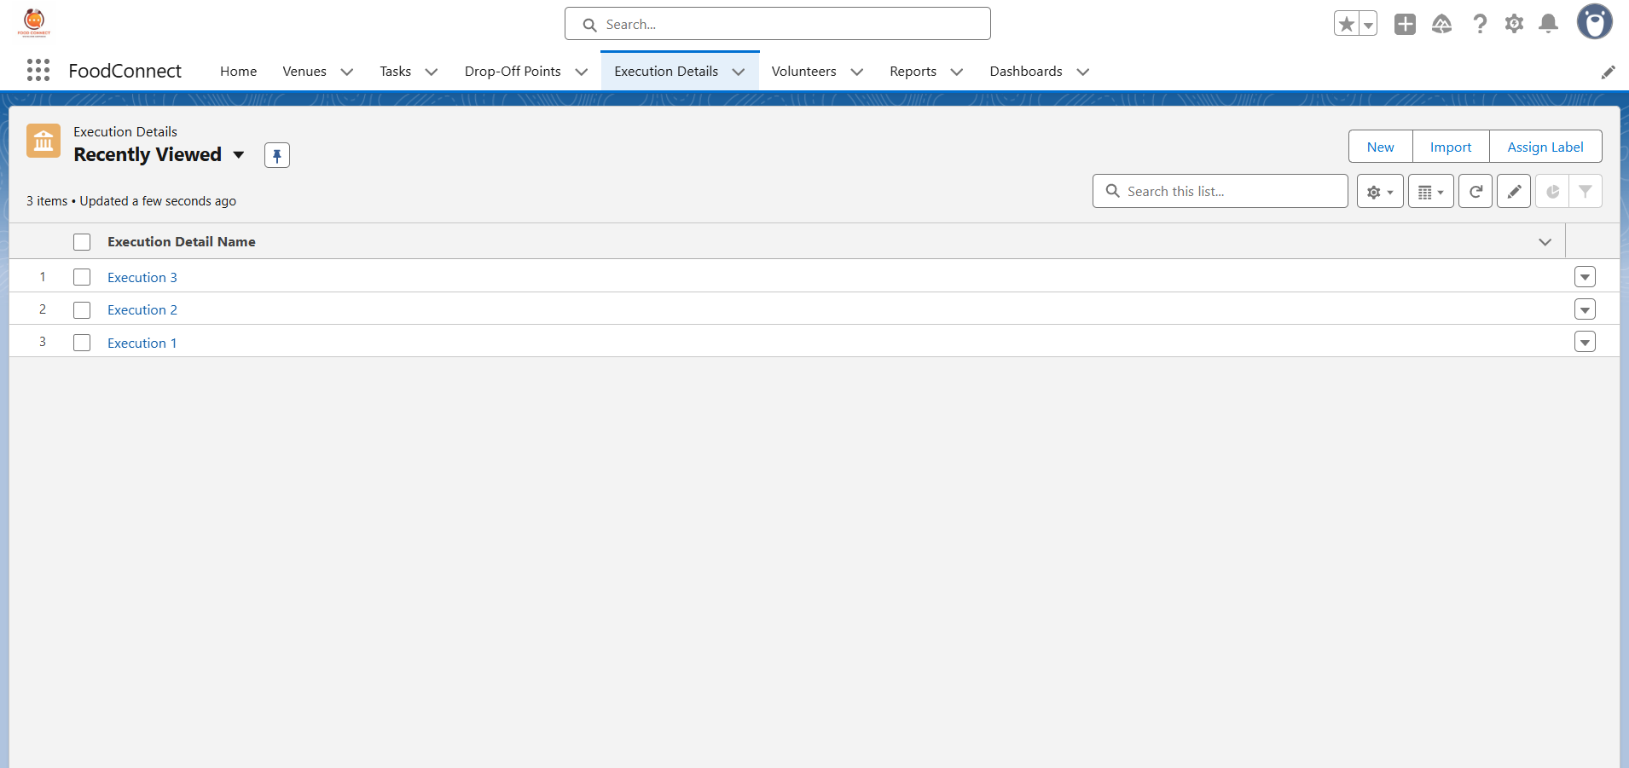 FOOD CONNECT
Search...
FoodConnect
Home
Venues
Tasks
Drop-Off Points
Execution Details
Volunteers
Reports
Dashboards
Execution Details
Recently Viewed
New
Import
Assign Label
3 items • Updated a few seconds ago
Search this list...
Execution Detail Name
1 Execution 3
2 Execution 2
3 Execution 1